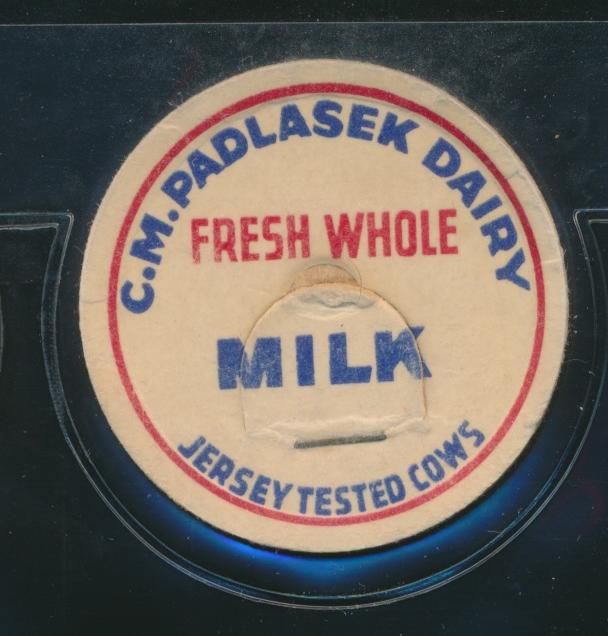 C.M. PADLASEK DAIRY
FRESH WHOLE
MILK
JERSEY TESTED COWS